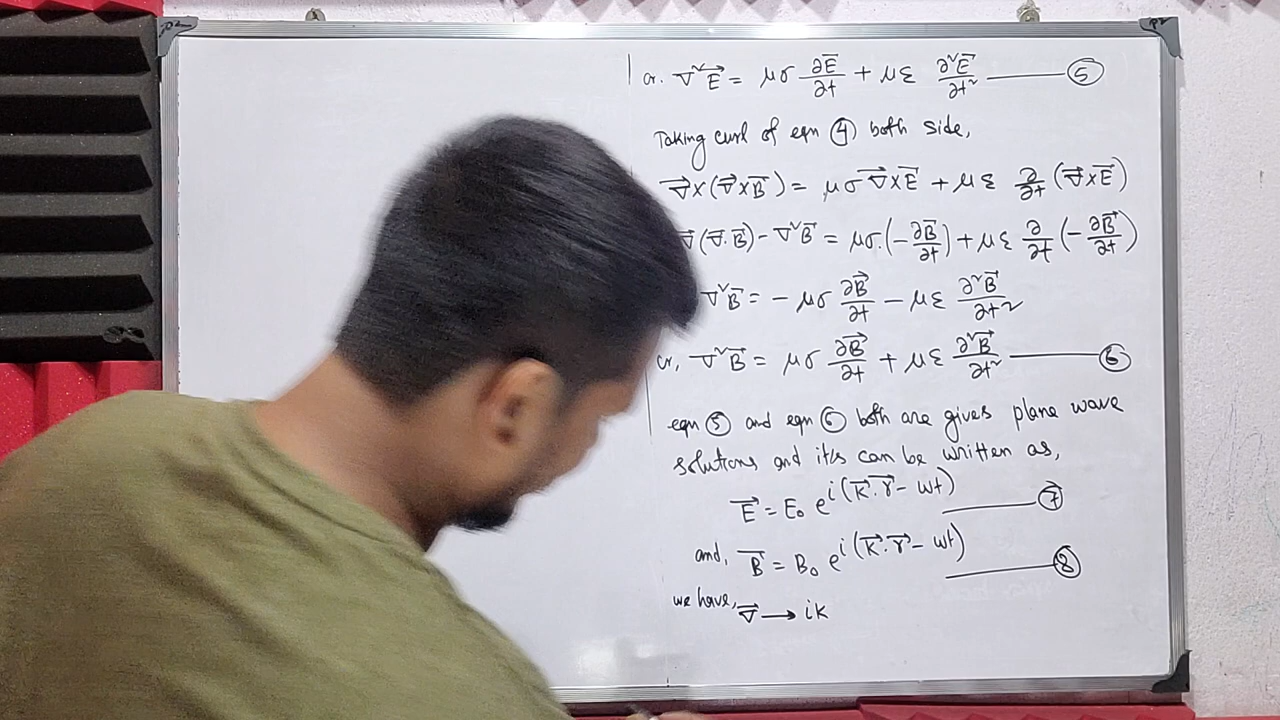 or. ∇²E⃗ = μσ ∂E⃗/∂t + με ∂²E⃗/∂t² —— ⑤
Taking curl of eqn ④ both side,
∇⃗×(∇⃗×B⃗) = μσ ∇⃗×E⃗ + με ∂/∂t (∇⃗×E⃗)
∇⃗(∇⃗.B⃗) - ∇²B⃗ = μσ.(-∂B⃗/∂t) + με ∂/∂t (-∂B⃗/∂t)
∇²B⃗ = - μσ ∂B⃗/∂t - με ∂²B⃗/∂t²
or, ∇²B⃗ = μσ ∂B⃗/∂t + με ∂²B⃗/∂t² —— ⑥
eqn ⑤ and eqn ⑥ both are gives plane wave
solutions and it's can be written as,
E⃗ = E₀ e^{i(K⃗.r⃗ - ωt)} —— ⑦
and, B⃗ = B₀ e^{i(K⃗.r⃗ - ωt)} —— ⑧
we have, ∇⃗ → iK